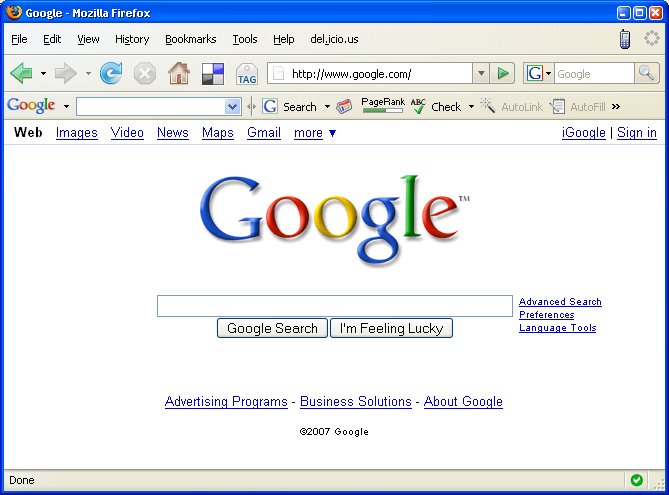 Google - Mozilla Firefox
File Edit View History Bookmarks Tools Help del.icio.us
TAG http://www.google.com/ G Google
Google G Search PageRank ABC Check AutoLink AutoFill »
Web Images Video News Maps Gmail more ▼ iGoogle | Sign in
Google™
Advanced Search
Preferences
Language Tools
Google Search I'm Feeling Lucky
Advertising Programs - Business Solutions - About Google
©2007 Google
Done